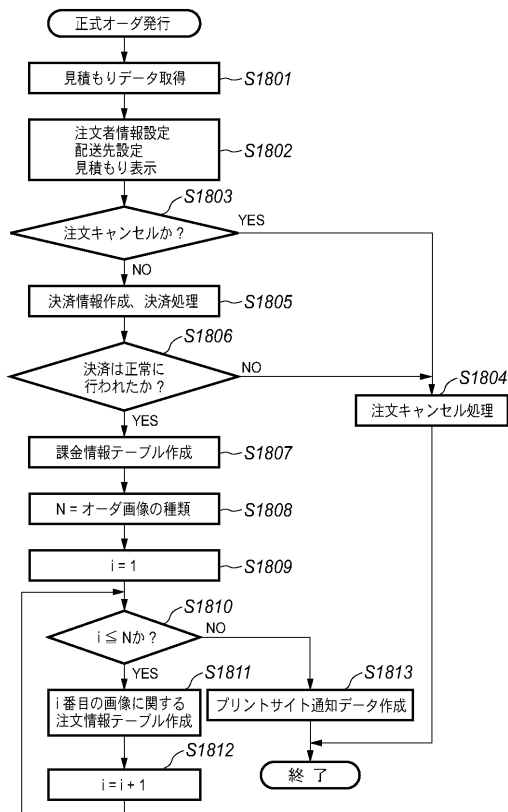 正式オーダ発行
見積もりデータ取得
S1801
注文者情報設定
配送先設定
見積もり表示
S1802
S1803
注文キャンセルか？
YES
NO
決済情報作成、決済処理
S1805
S1806
決済は正常に
行われたか？
NO
YES
S1804
注文キャンセル処理
課金情報テーブル作成
S1807
N = オーダ画像の種類
S1808
i = 1
S1809
S1810
i ≦ Nか？
NO
YES
S1811
i 番目の画像に関する
注文情報テーブル作成
S1813
プリントサイト通知データ作成
S1812
i = i + 1
終 了